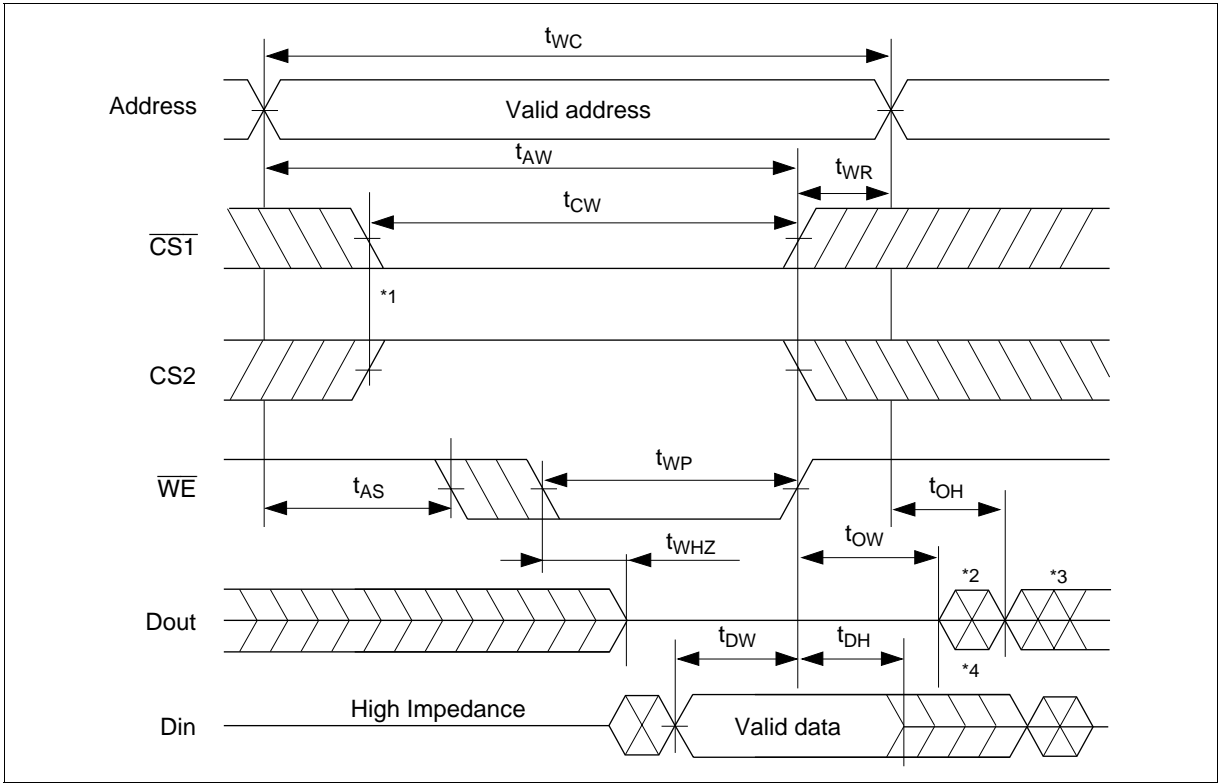 tWC
Address
Valid address
tAW
tWR
tCW
CS1
*1
CS2
WE
tWP
tAS
tOH
tWHZ
tOW
*2
*3
Dout
tDW
tDH
*4
High Impedance
Din
Valid data